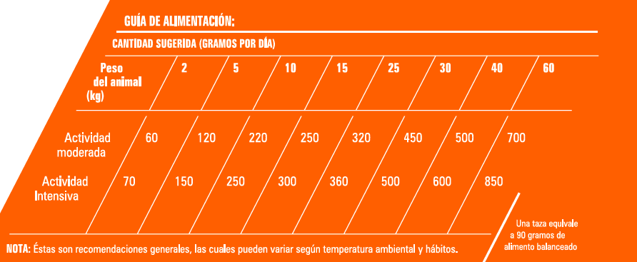 GUÍA DE ALIMENTACIÓN:
CANTIDAD SUGERIDA (GRAMOS POR DÍA)
Peso del animal (kg) 2 5 10 15 25 30 40 60
Actividad moderada 60 120 220 250 320 450 500 700
Actividad Intensiva 70 150 250 300 360 500 600 850
Una taza equivale
a 90 gramos de
alimento balanceado
NOTA: Éstas son recomendaciones generales, las cuales pueden variar según temperatura ambiental y hábitos.